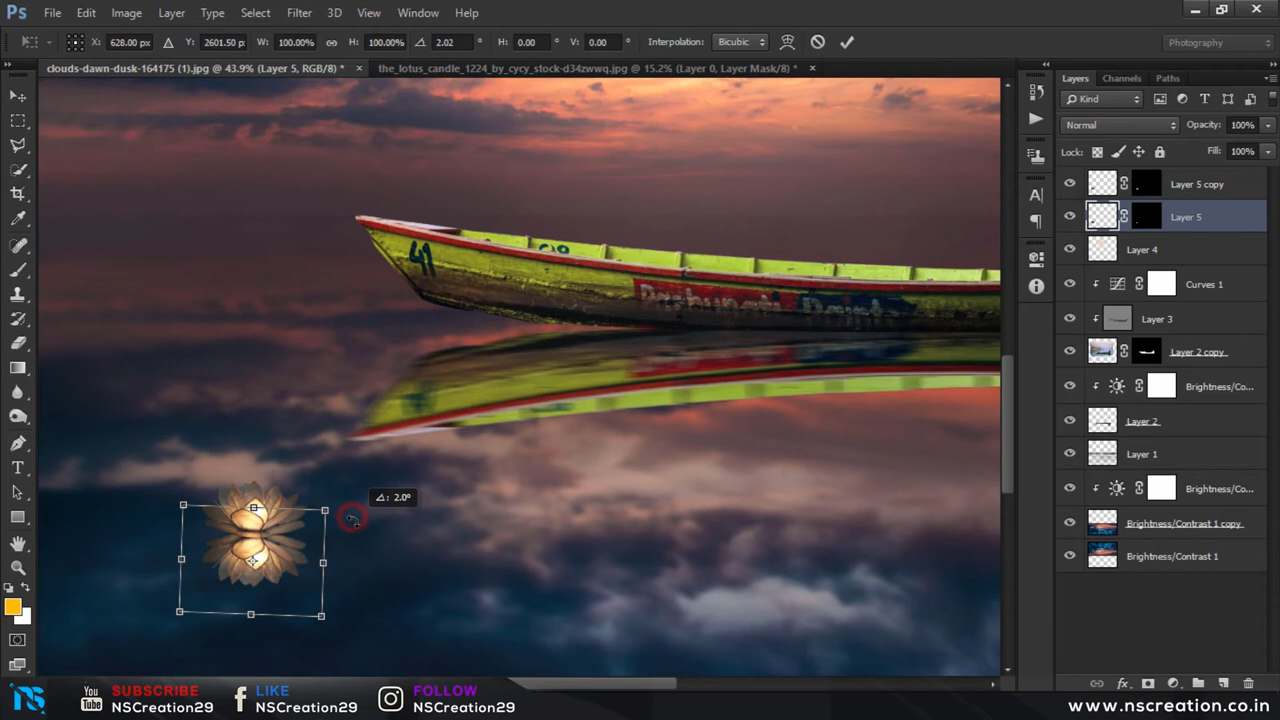 Ps File Edit Image Layer Type Select Filter 3D View Window Help
X: 628.00 px Y: 2601.50 px W: 100.00% H: 100.00% 2.02 ° H: 0.00 ° V: 0.00 ° Interpolation: Bicubic Photography
clouds-dawn-dusk-164175 (1).jpg @ 43.9% (Layer 5, RGB/8) * × the_lotus_candle_1224_by_cycy_stock-d34zwwq.jpg @ 15.2% (Layer 0, Layer Mask/8) * ×
Layers Channels Paths
Kind
Normal Opacity: 100%
Lock: Fill: 100%
Layer 5 copy
Layer 5
Layer 4
Curves 1
Layer 3
Layer 2 copy
Brightness/Co...
Layer 2
Layer 1
Brightness/Co...
Brightness/Contrast 1 copy
Brightness/Contrast 1
41
2.0°
NS
You Tube SUBSCRIBE
NSCreation29
LIKE
NSCreation29
FOLLOW
NSCreation29
www.nscreation.co.in